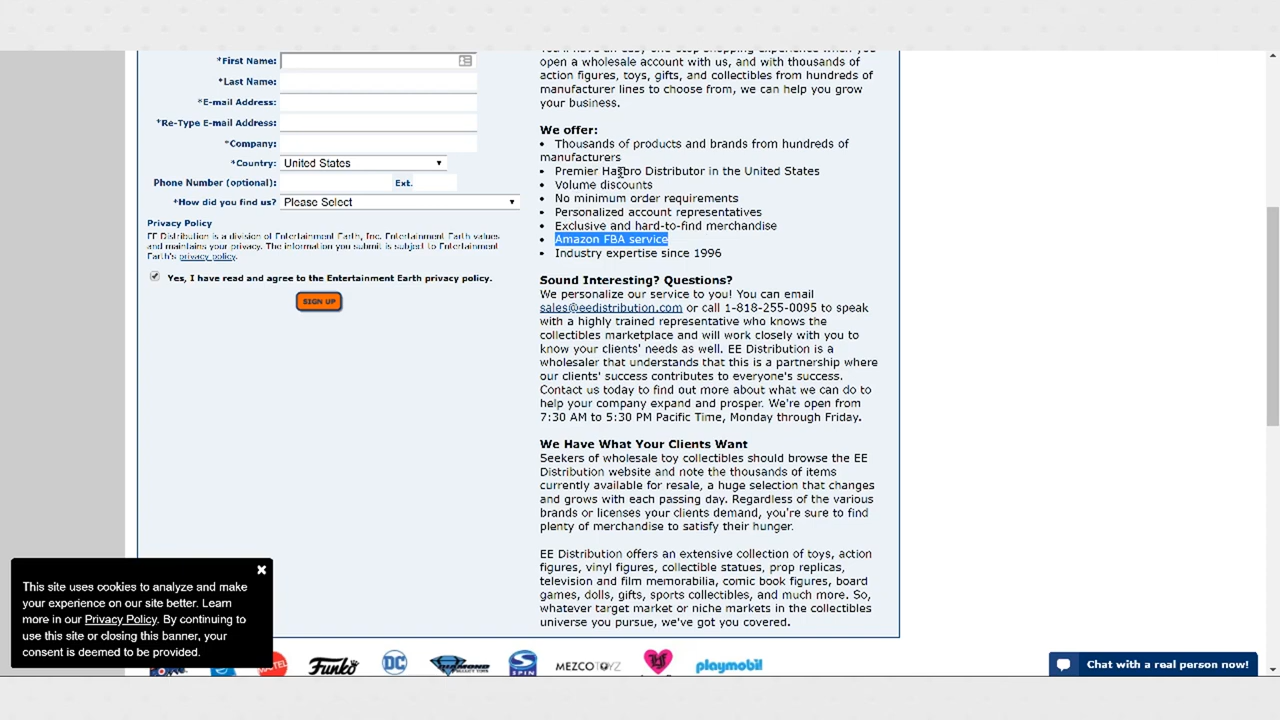 *First Name:
*Last Name:
*E-mail Address:
*Re-Type E-mail Address:
*Company:
*Country: United States
Phone Number (optional): Ext.
*How did you find us? Please Select
Privacy Policy
EE Distribution is a division of Entertainment Earth, Inc. Entertainment Earth values
and maintains your privacy. The information you submit is subject to Entertainment
Earth's privacy policy.
Yes, I have read and agree to the Entertainment Earth privacy policy.
SIGN UP
open a wholesale account with us, and with thousands of
action figures, toys, gifts, and collectibles from hundreds of
manufacturer lines to choose from, we can help you grow
your business.
We offer:
• Thousands of products and brands from hundreds of
manufacturers
• Premier Hasbro Distributor in the United States
• Volume discounts
• No minimum order requirements
• Personalized account representatives
• Exclusive and hard-to-find merchandise
• Amazon FBA service
• Industry expertise since 1996
Sound Interesting? Questions?
We personalize our service to you! You can email
sales@eedistribution.com or call 1-818-255-0095 to speak
with a highly trained representative who knows the
collectibles marketplace and will work closely with you to
know your clients' needs as well. EE Distribution is a
wholesaler that understands that this is a partnership where
our clients' success contributes to everyone's success.
Contact us today to find out more about what we can do to
help your company expand and prosper. We're open from
7:30 AM to 5:30 PM Pacific Time, Monday through Friday.
We Have What Your Clients Want
Seekers of wholesale toy collectibles should browse the EE
Distribution website and note the thousands of items
currently available for resale, a huge selection that changes
and grows with each passing day. Regardless of the various
brands or licenses your clients demand, you're sure to find
plenty of merchandise to satisfy their hunger.
EE Distribution offers an extensive collection of toys, action
figures, vinyl figures, collectible statues, prop replicas,
television and film memorabilia, comic book figures, board
games, dolls, gifts, sports collectibles, and much more. So,
whatever target market or niche markets in the collectibles
universe you pursue, we've got you covered.
This site uses cookies to analyze and make
your experience on our site better. Learn
more in our Privacy Policy. By continuing to
use this site or closing this banner, your
consent is deemed to be provided.
Funko
DC
DIAMOND
SPIN
MEZCOTOYZ
playmobil
Chat with a real person now!